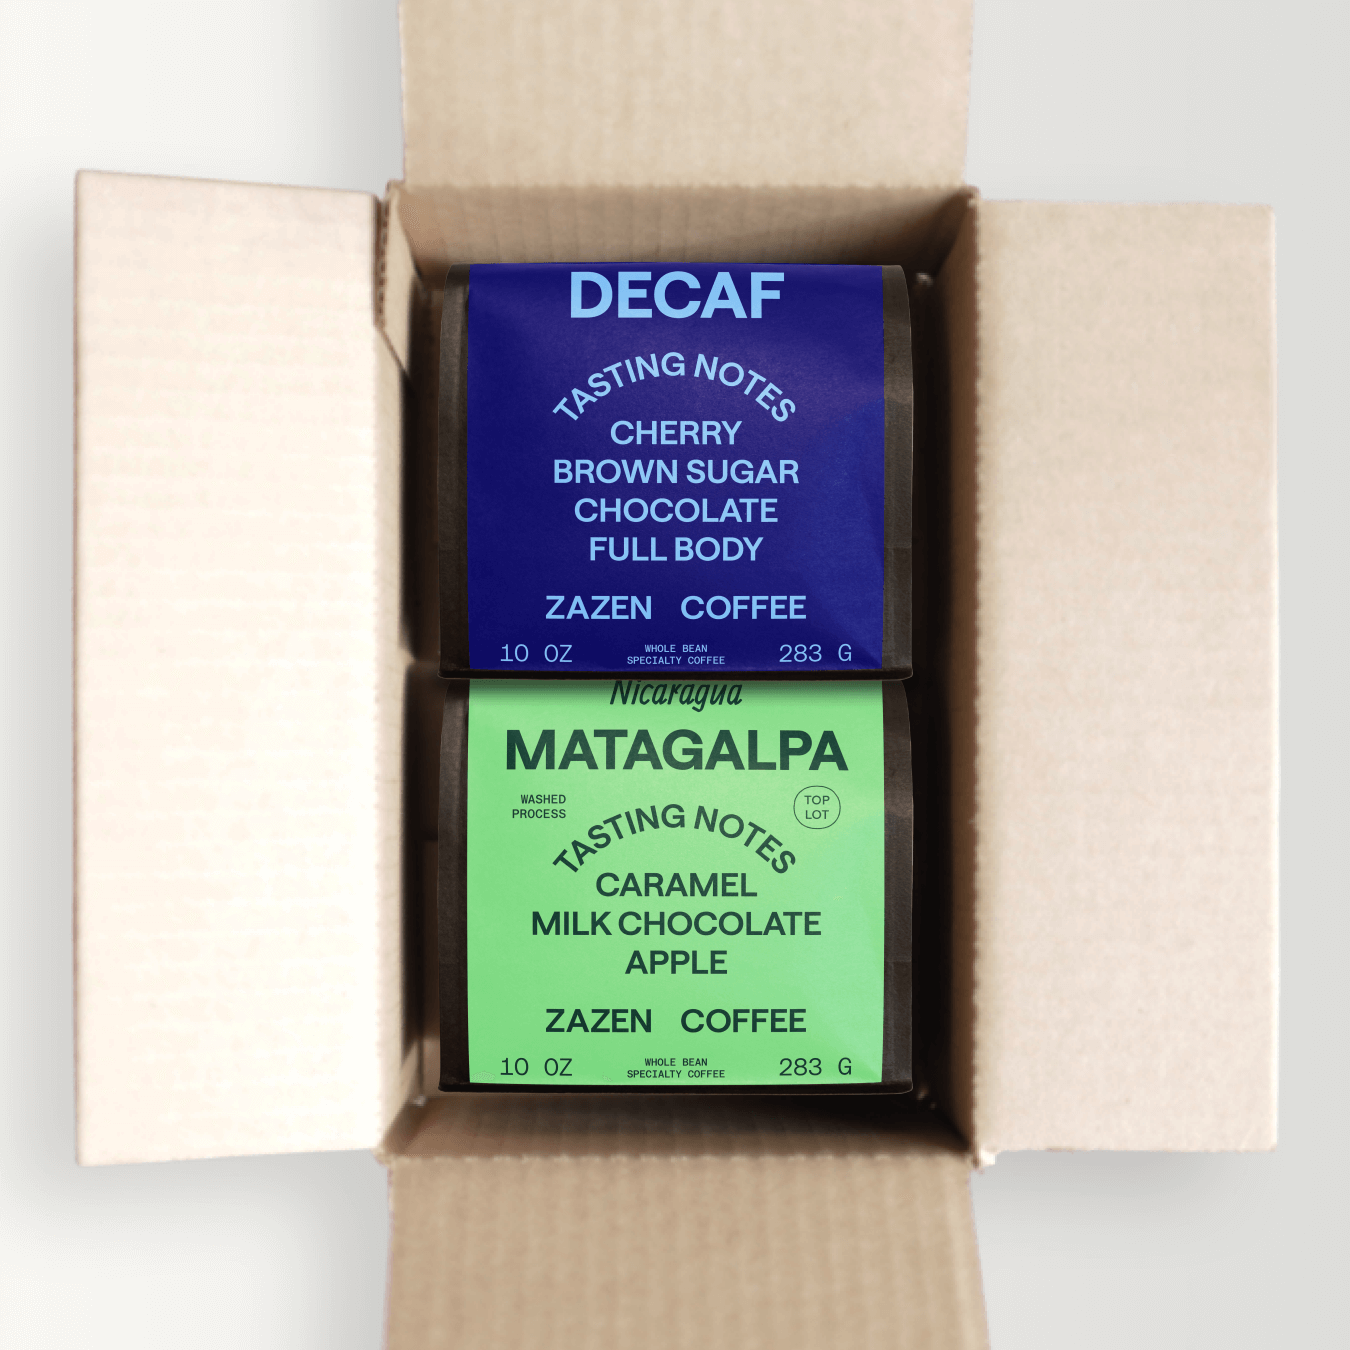 DECAF
TASTING NOTES
CHERRY
BROWN SUGAR
CHOCOLATE
FULL BODY
ZAZEN COFFEE
10 OZ
WHOLE BEAN
SPECIALTY COFFEE
283 G
Nicaragua
MATAGALPA
WASHED
PROCESS
TOP
LOT
TASTING NOTES
CARAMEL
MILK CHOCOLATE
APPLE
ZAZEN COFFEE
10 OZ
WHOLE BEAN
SPECIALTY COFFEE
283 G